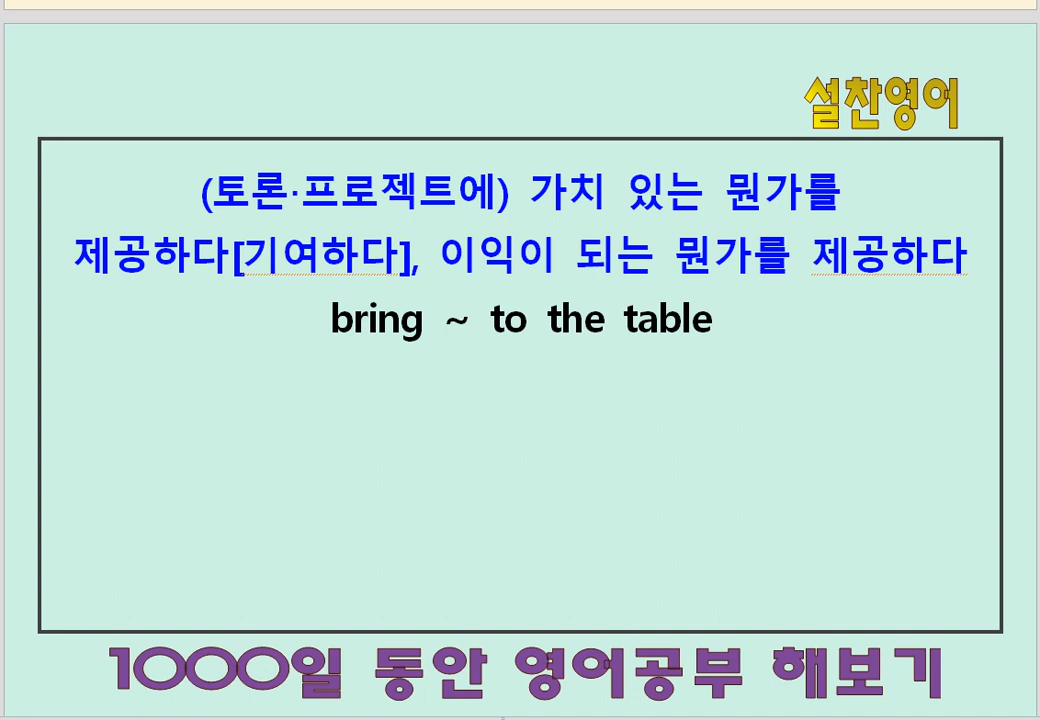 설찬영어
(토론·프로젝트에) 가치 있는 뭔가를
제공하다[기여하다], 이익이 되는 뭔가를 제공하다
bring ~ to the table
1000일 동안 영어공부 해보기